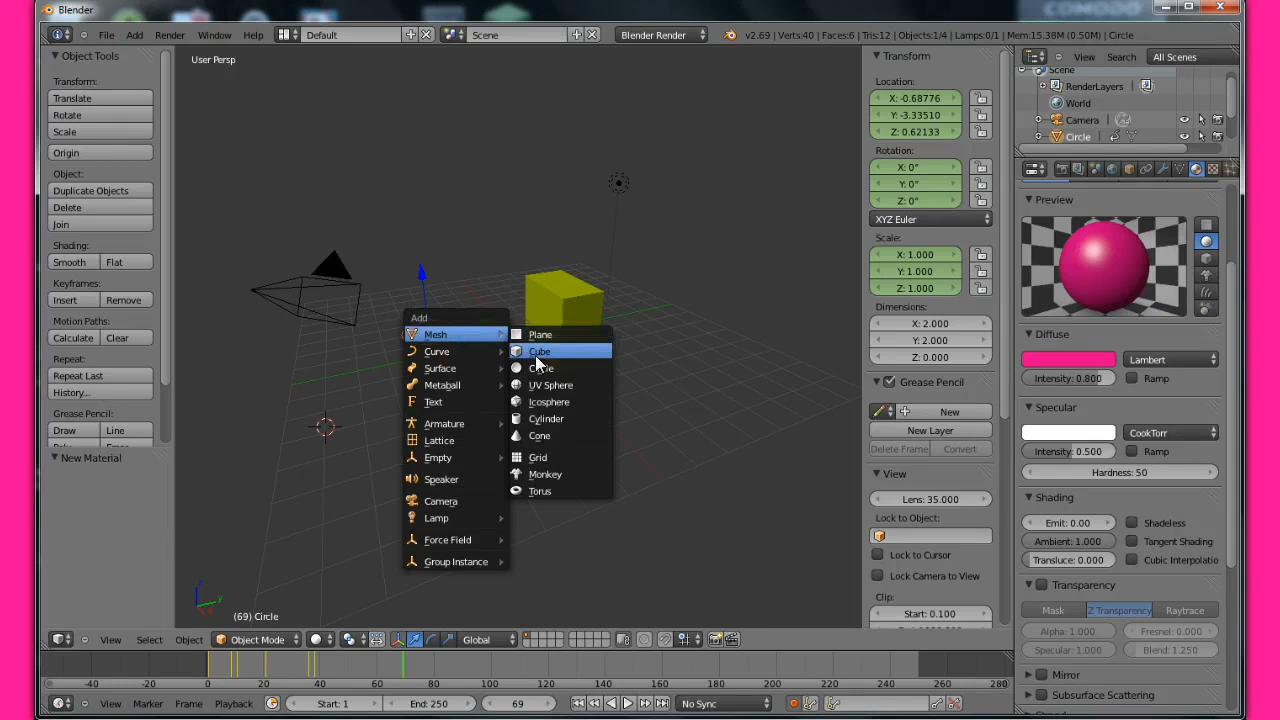 Blender
COMODO
File Add Render Window Help Default Scene Blender Render v2.69 | Verts:40 | Faces:6 | Tris:12 | Objects:1/4 | Lamps:0/1 | Mem:15.38M (0.50M) | Circle
View Search All Scenes
Scene
RenderLayers
World
Camera
Circle
Object Tools
Transform:
Translate
Rotate
Scale
Origin
Object:
Duplicate Objects
Delete
Join
Shading:
Smooth Flat
Keyframes:
Insert Remove
Motion Paths:
Calculate Clear
Repeat:
Repeat Last
History...
Grease Pencil:
Draw Line
New Material
User Persp
Add
Mesh
Curve
Surface
Metaball
Text
Armature
Lattice
Empty
Speaker
Camera
Lamp
Force Field
Group Instance
Plane
Cube
Circle
UV Sphere
Icosphere
Cylinder
Cone
Grid
Monkey
Torus
(69) Circle
Transform
Location:
X: -0.68776
Y: -3.33510
Z: 0.62133
Rotation:
X: 0°
Y: 0°
Z: 0°
XYZ Euler
Scale:
X: 1.000
Y: 1.000
Z: 1.000
Dimensions:
X: 2.000
Y: 2.000
Z: 0.000
Grease Pencil
New
New Layer
Delete Frame Convert
View
Lens: 35.000
Lock to Object:
Lock to Cursor
Lock Camera to View
Clip:
Start: 0.100
Preview
Diffuse
Lambert
Intensity: 0.800 Ramp
Specular
CookTorr
Intensity: 0.500 Ramp
Hardness: 50
Shading
Emit: 0.00 Shadeless
Ambient: 1.000 Tangent Shading
Transluce: 0.000 Cubic Interpolatio
Transparency
Mask Z Transparency Raytrace
Alpha: 1.000 Fresnel: 0.000
Specular: 1.000 Blend: 1.250
Mirror
Subsurface Scattering
View Select Object Object Mode Global
-40 -20 0 20 40 60 80 100 120 140 160 180 200 220 240 260 280
View Marker Frame Playback Start: 1 End: 250 69 No Sync